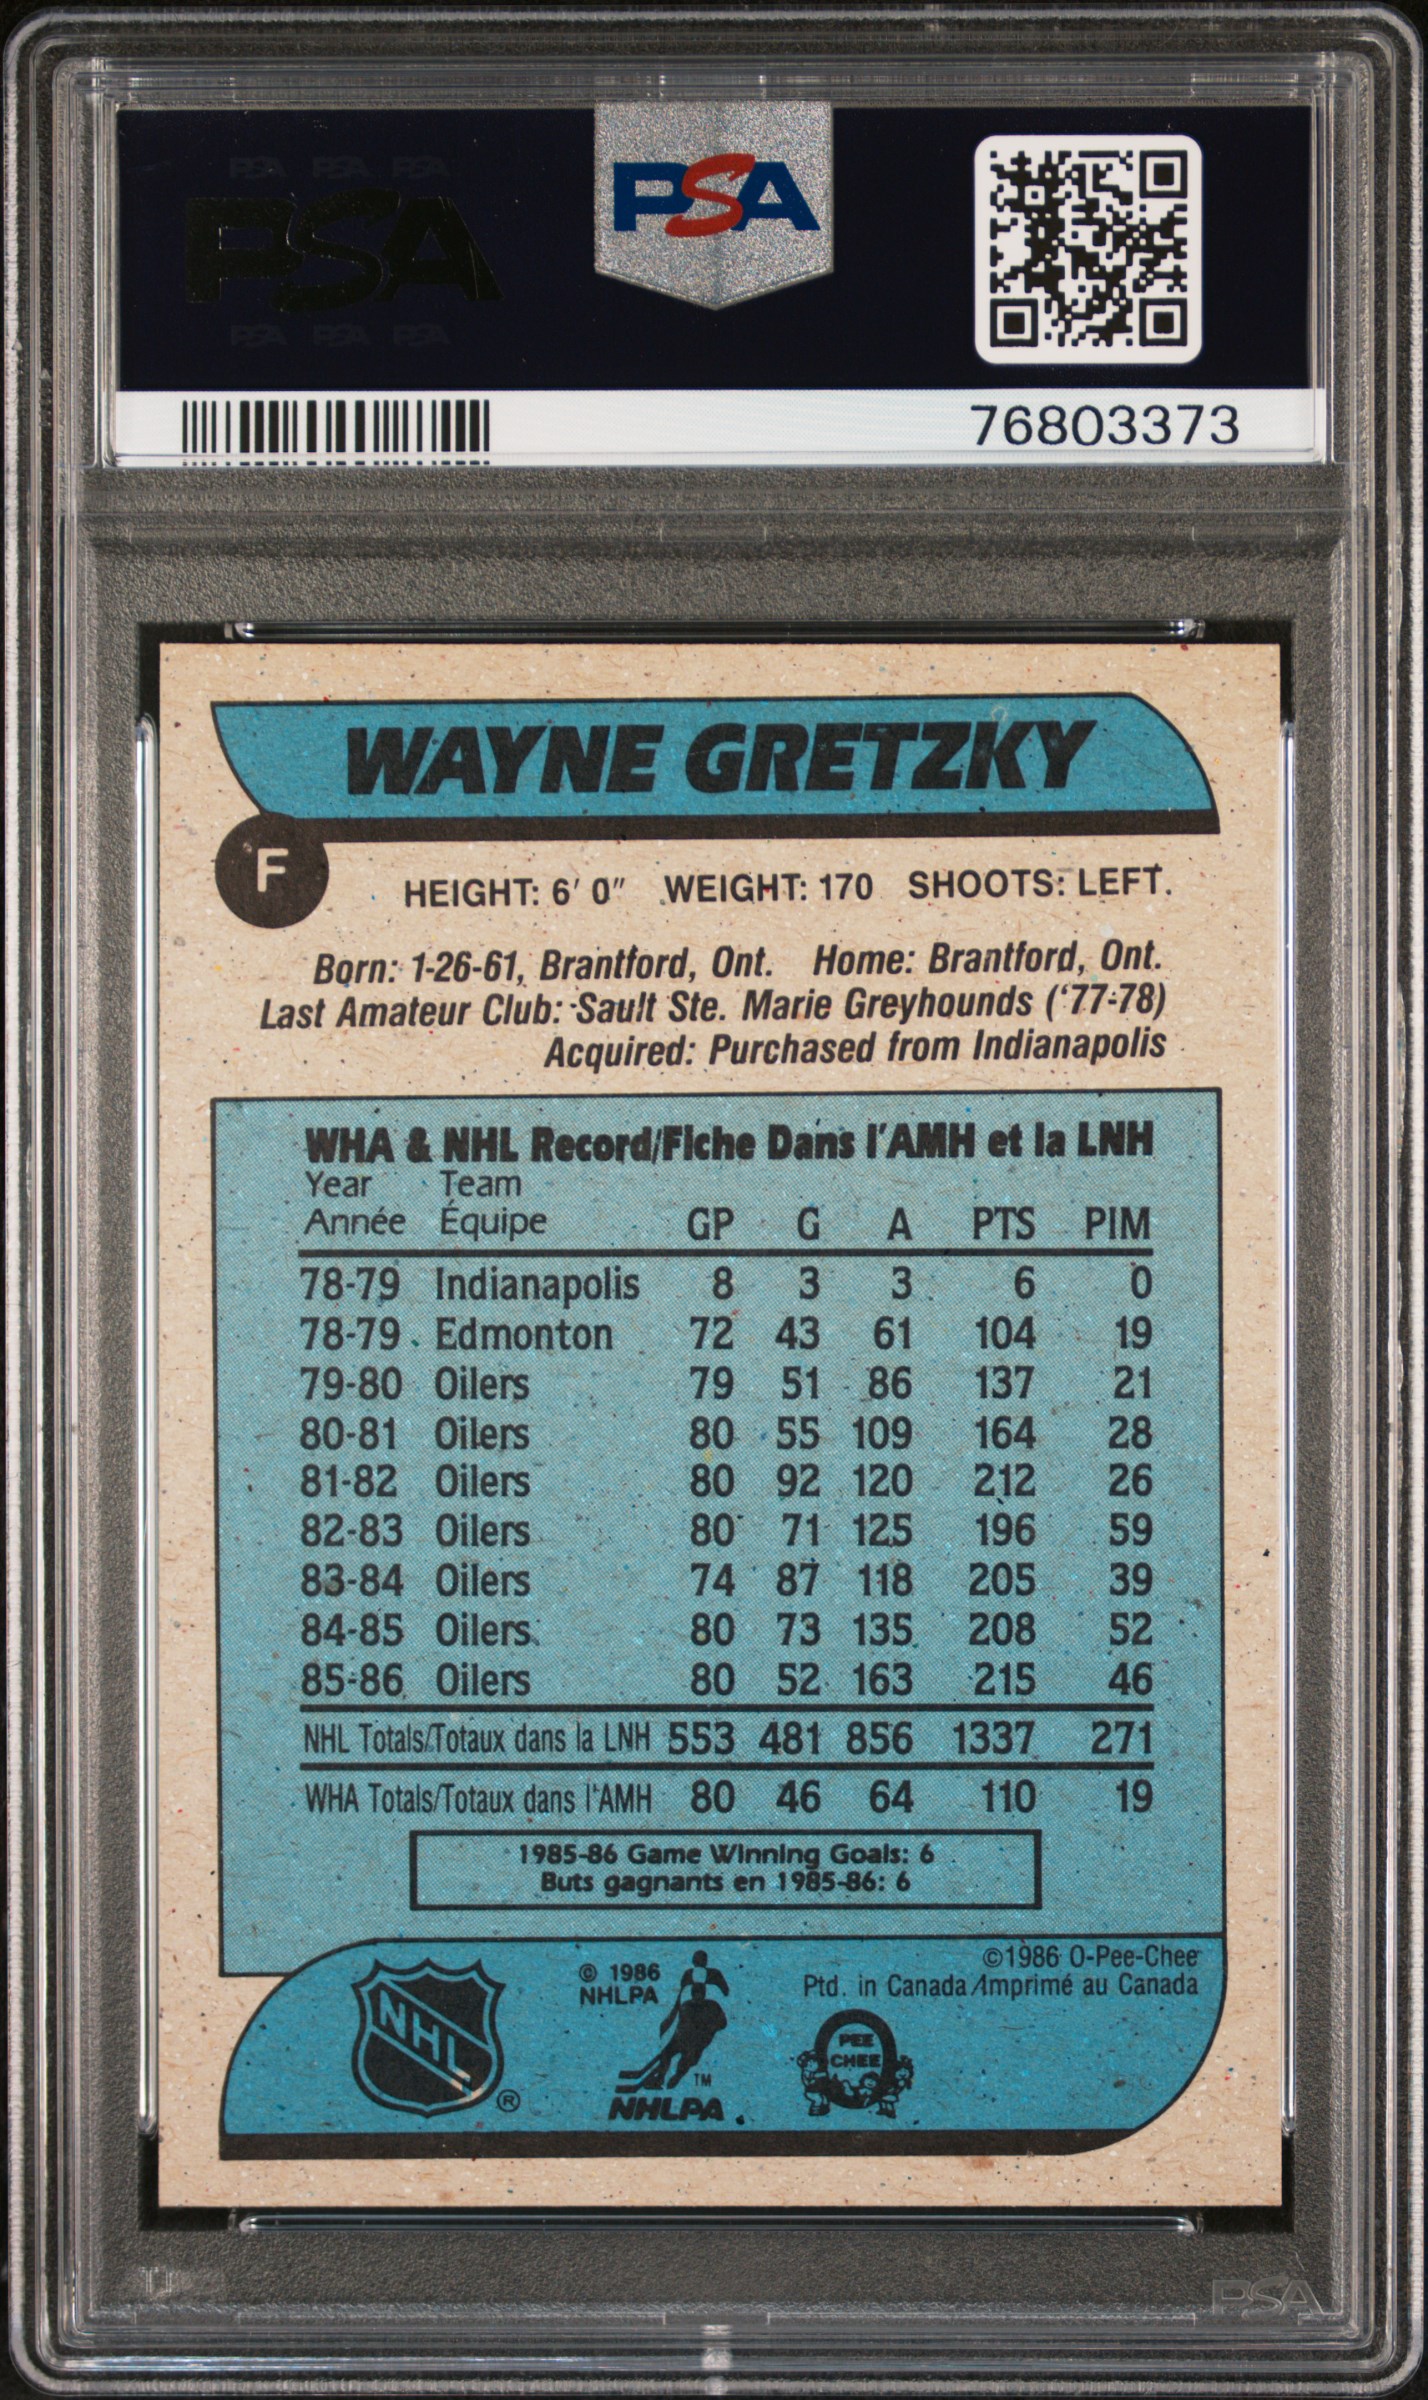 PSA PSA PSA
PSA
PSA PSA PSA
PSA
76803373
WAYNE GRETZKY
F
HEIGHT: 6' 0" WEIGHT: 170 SHOOTS: LEFT.
Born: 1-26-61, Brantford, Ont. Home: Brantford, Ont.
Last Amateur Club: Sault Ste. Marie Greyhounds ('77-78)
Acquired: Purchased from Indianapolis
WHA & NHL Record/Fiche Dans l'AMH et la LNH
Year Team
Année Équipe GP G A PTS PIM
78-79 Indianapolis 8 3 3 6 0
78-79 Edmonton 72 43 61 104 19
79-80 Oilers 79 51 86 137 21
80-81 Oilers 80 55 109 164 28
81-82 Oilers 80 92 120 212 26
82-83 Oilers 80 71 125 196 59
83-84 Oilers 74 87 118 205 39
84-85 Oilers 80 73 135 208 52
85-86 Oilers 80 52 163 215 46
NHL Totals/Totaux dans la LNH 553 481 856 1337 271
WHA Totals/Totaux dans l'AMH 80 46 64 110 19
1985-86 Game Winning Goals: 6
Buts gagnants en 1985-86: 6
©1986 O-Pee-Chee
Ptd. in Canada/Imprimé au Canada
© 1986
NHLPA
NHL
®
TM
NHLPA
PEE
CHEE
PSA